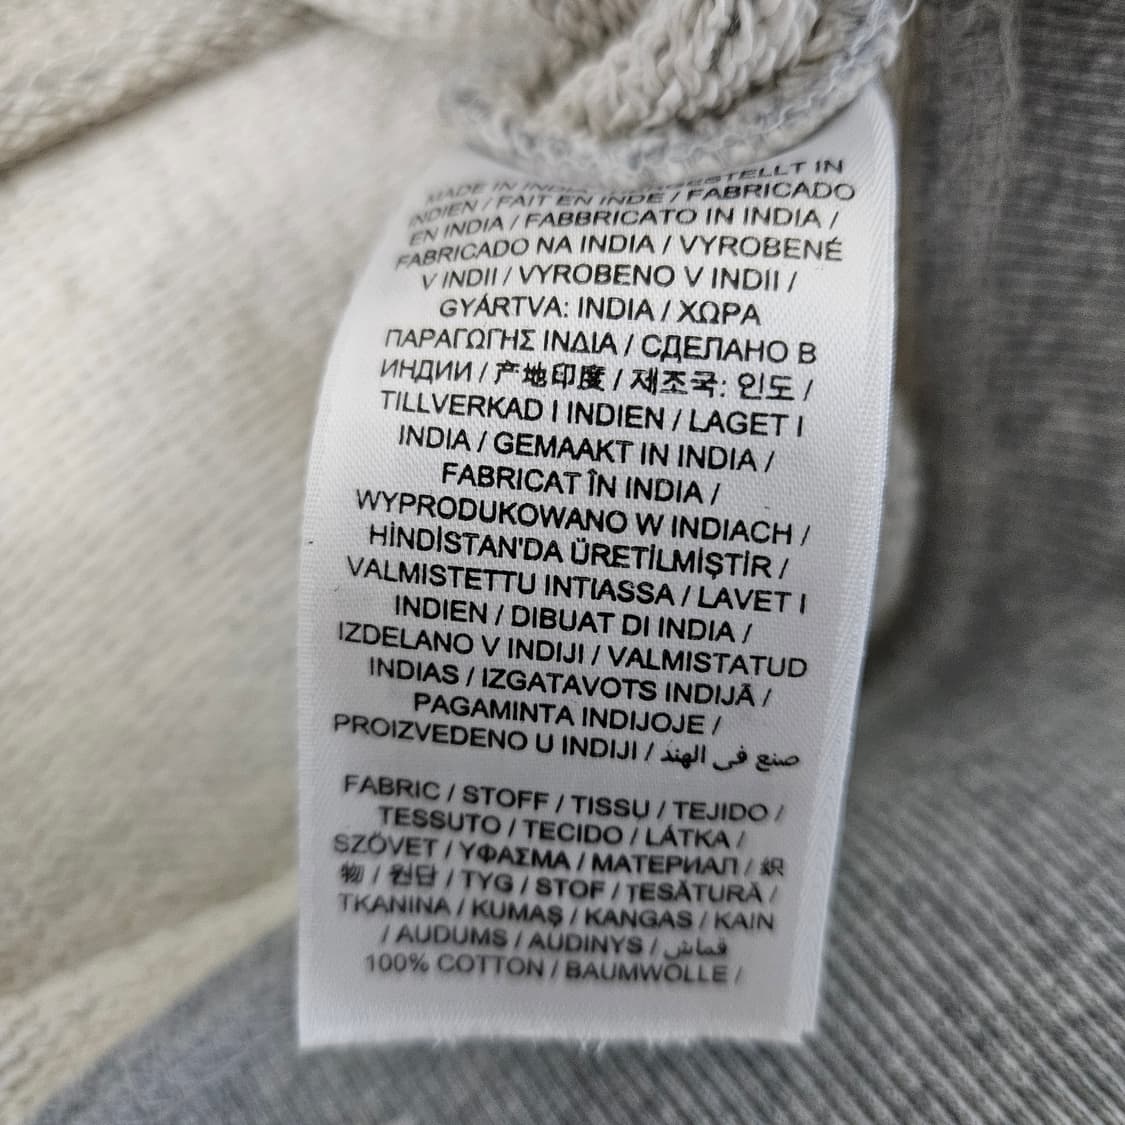 MADE IN INDIA / HERGESTELLT IN
INDIEN / FAIT EN INDE / FABRICADO
EN INDIA / FABBRICATO IN INDIA /
FABRICADO NA INDIA / VYROBENÉ
V INDII / VYROBENO V INDII /
GYÁRTVA: INDIA / ΧΩΡΑ
ΠΑΡΑΓΩΓΗΣ ΙΝΔΙΑ / СДЕЛАНО В
ИНДИИ / 产地印度 / 제조국: 인도 /
TILLVERKAD I INDIEN / LAGET I
INDIA / GEMAAKT IN INDIA /
FABRICAT ÎN INDIA /
WYPRODUKOWANO W INDIACH /
HİNDİSTAN'DA ÜRETİLMİŞTİR /
VALMISTETTU INTIASSA / LAVET I
INDIEN / DIBUAT DI INDIA /
IZDELANO V INDIJI / VALMISTATUD
INDIAS / IZGATAVOTS INDIJĀ /
PAGAMINTA INDIJOJE /
PROIZVEDENO U INDIJI / صنع في الهند
FABRIC / STOFF / TISSU / TEJIDO /
TESSUTO / TECIDO / LÁTKA /
SZÖVET / ΥΦΑΣΜΑ / МАТЕРИАЛ / 织
物 / 원단 / TYG / STOF / ȚESĂTURĂ /
TKANINA / KUMAŞ / KANGAS / KAIN
/ AUDUMS / AUDINYS / قماش
100% COTTON / BAUMWOLLE /